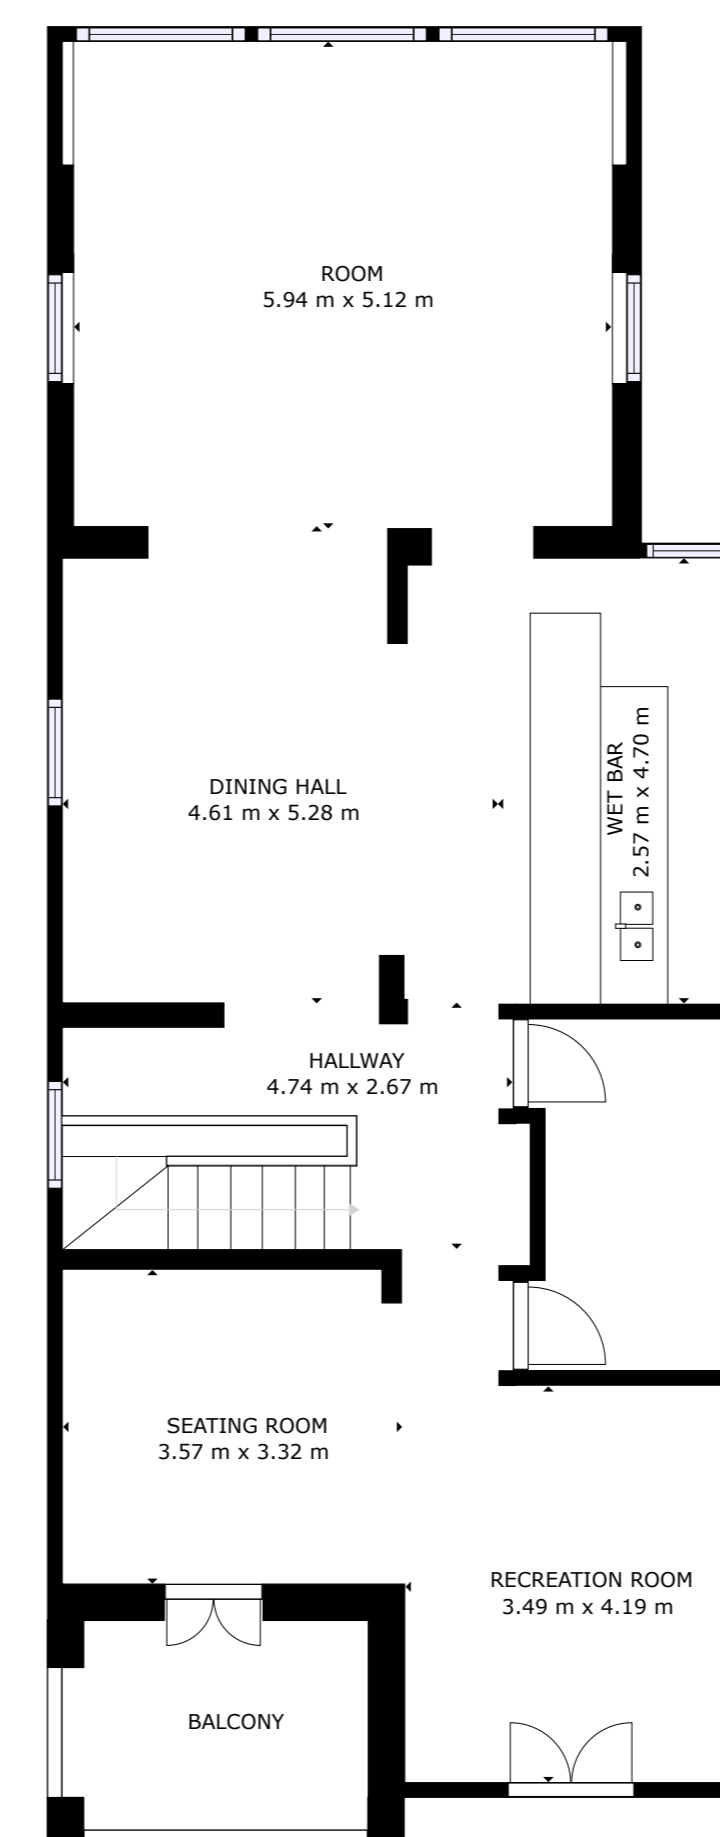 ROOM
5.94 m x 5.12 m
DINING HALL
4.61 m x 5.28 m
WET BAR
2.57 m x 4.70 m
HALLWAY
4.74 m x 2.67 m
SEATING ROOM
3.57 m x 3.32 m
RECREATION ROOM
3.49 m x 4.19 m
BALCONY